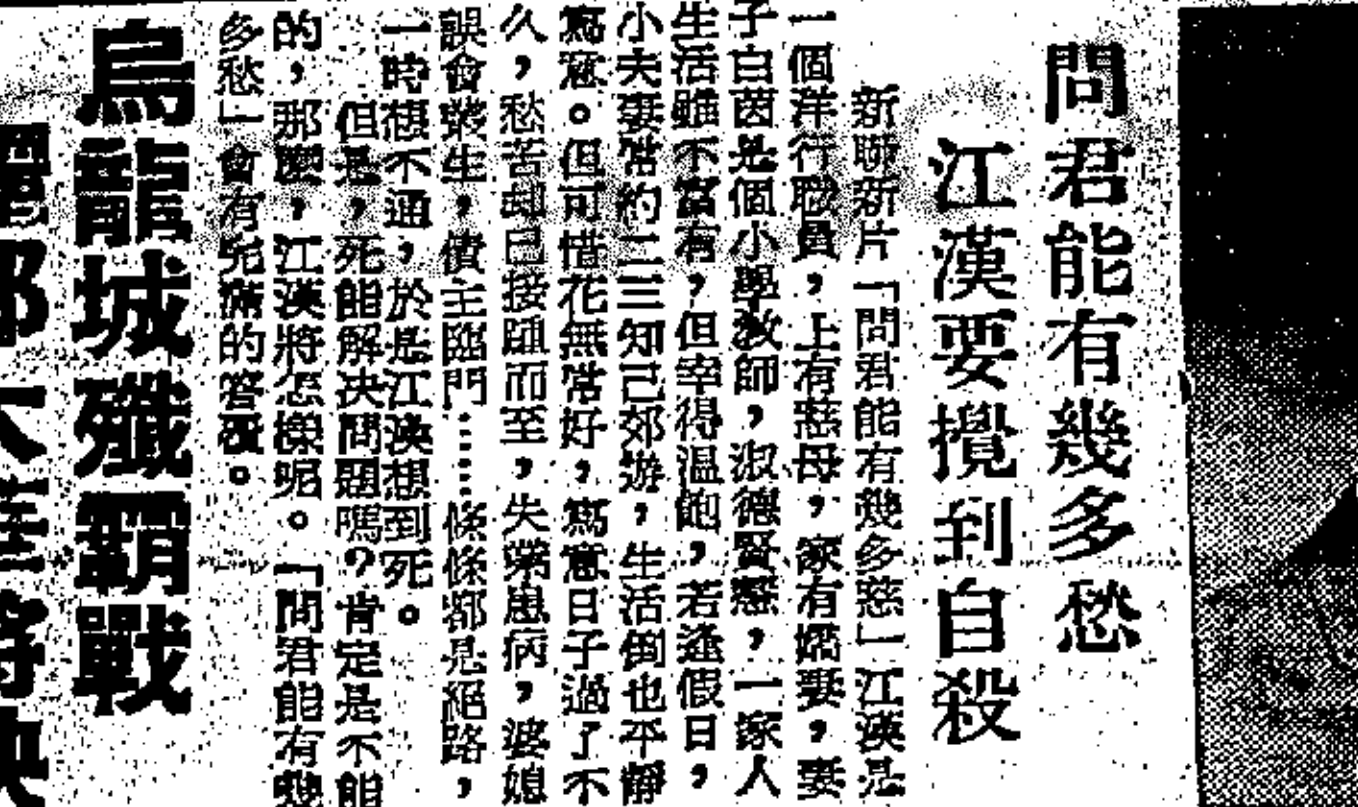 問君能有幾多愁
江漢要攪到自殺
新聯新片「問君能有幾多愁」江漢是
一個洋行職員，上有慈母，家有嬌妻，妻
子白茵是個小學教師，淑德賢慧，一家人
生活雖不富有，但幸得溫飽，若逢假日，
小夫妻常約二三知己郊遊，生活倒也平靜
寫意。但可惜花無常好，寫意日子過了不
久，愁苦却已接踵而至，失業患病，婆媳
誤會叢生，債主臨門……條條都是絕路，
一時想不通，於是江漢想到死。
但是，死能解決問題嗎？肯定是不能
的，那麼，江漢將怎樣呢。「問君能有幾
多愁」會有完滿的答覆。
烏龍城殲霸戰